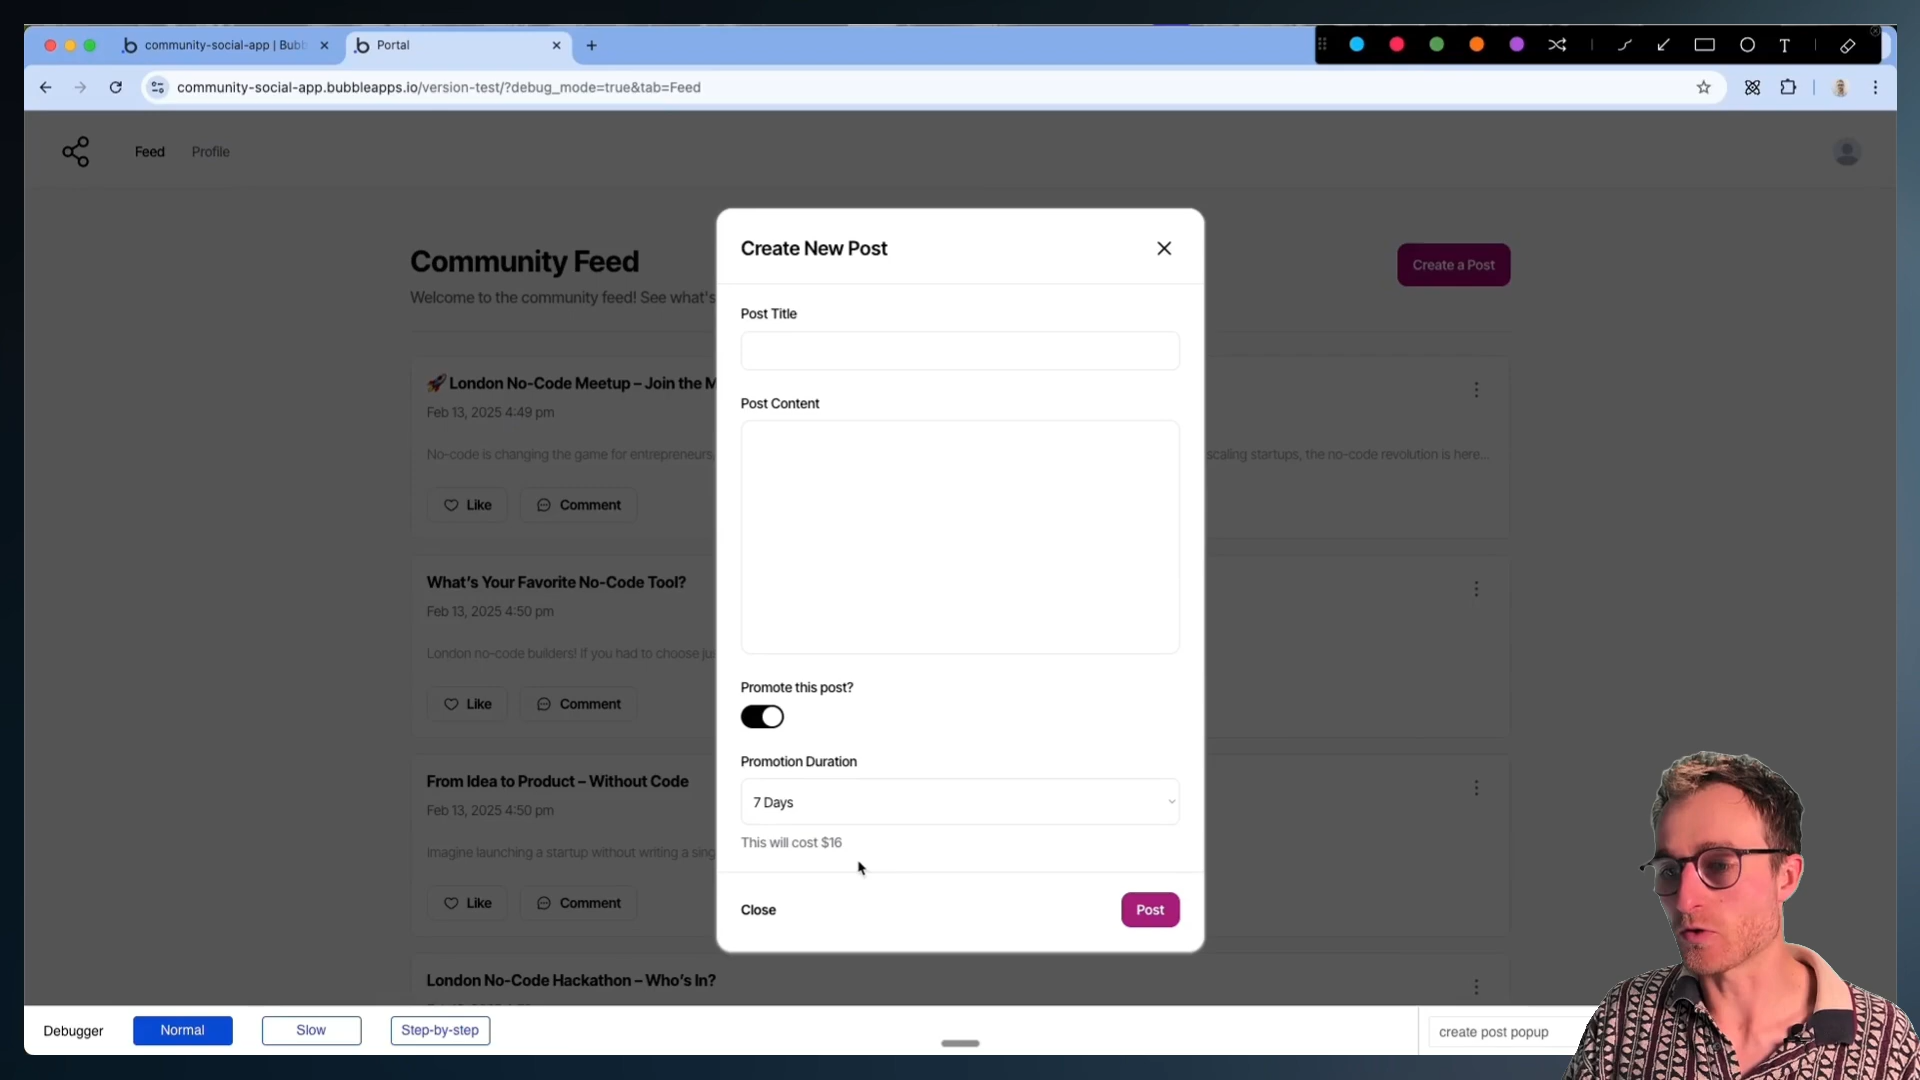 community-social-app | Bubb
Portal
T
community-social-app.bubbleapps.io/version-test/?debug_mode=true&tab=Feed
Feed
Profile
Community Feed
Welcome to the community feed! See what's
Create a Post
🚀 London No-Code Meetup – Join the M
Feb 13, 2025 4:49 pm
No-code is changing the game for entrepreneurs
scaling startups, the no-code revolution is here...
Like
Comment
What's Your Favorite No-Code Tool?
Feb 13, 2025 4:50 pm
London no-code builders! If you had to choose ju
Like
Comment
From Idea to Product – Without Code
Feb 13, 2025 4:50 pm
Imagine launching a startup without writing a sing
Like
Comment
London No-Code Hackathon – Who's In?
Create New Post
Post Title
Post Content
Promote this post?
Promotion Duration
7 Days
This will cost $16
Close
Post
Debugger
Normal
Slow
Step-by-step
create post popup